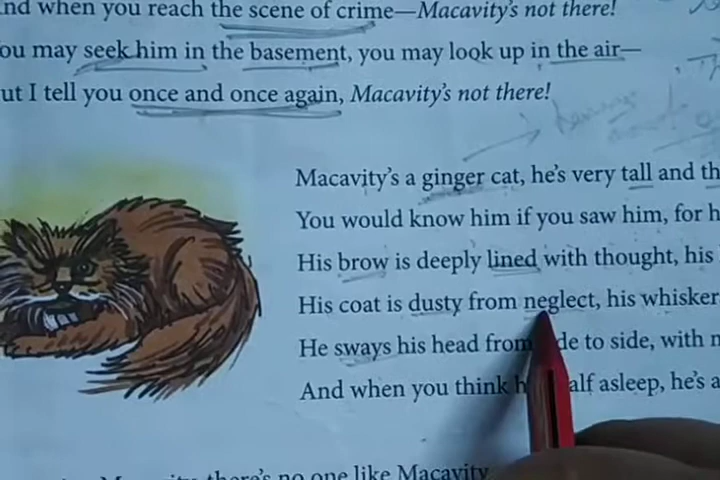 nd when you reach the scene of crime—Macavity's not there!
ou may seek him in the basement, you may look up in the air—
ut I tell you once and once again, Macavity's not there!
Macavity's a ginger cat, he's very tall and th
You would know him if you saw him, for h
His brow is deeply lined with thought, his
His coat is dusty from neglect, his whisker
He sways his head from de to side, with m
And when you think h alf asleep, he's a
Macavity, there's no one like Macavity